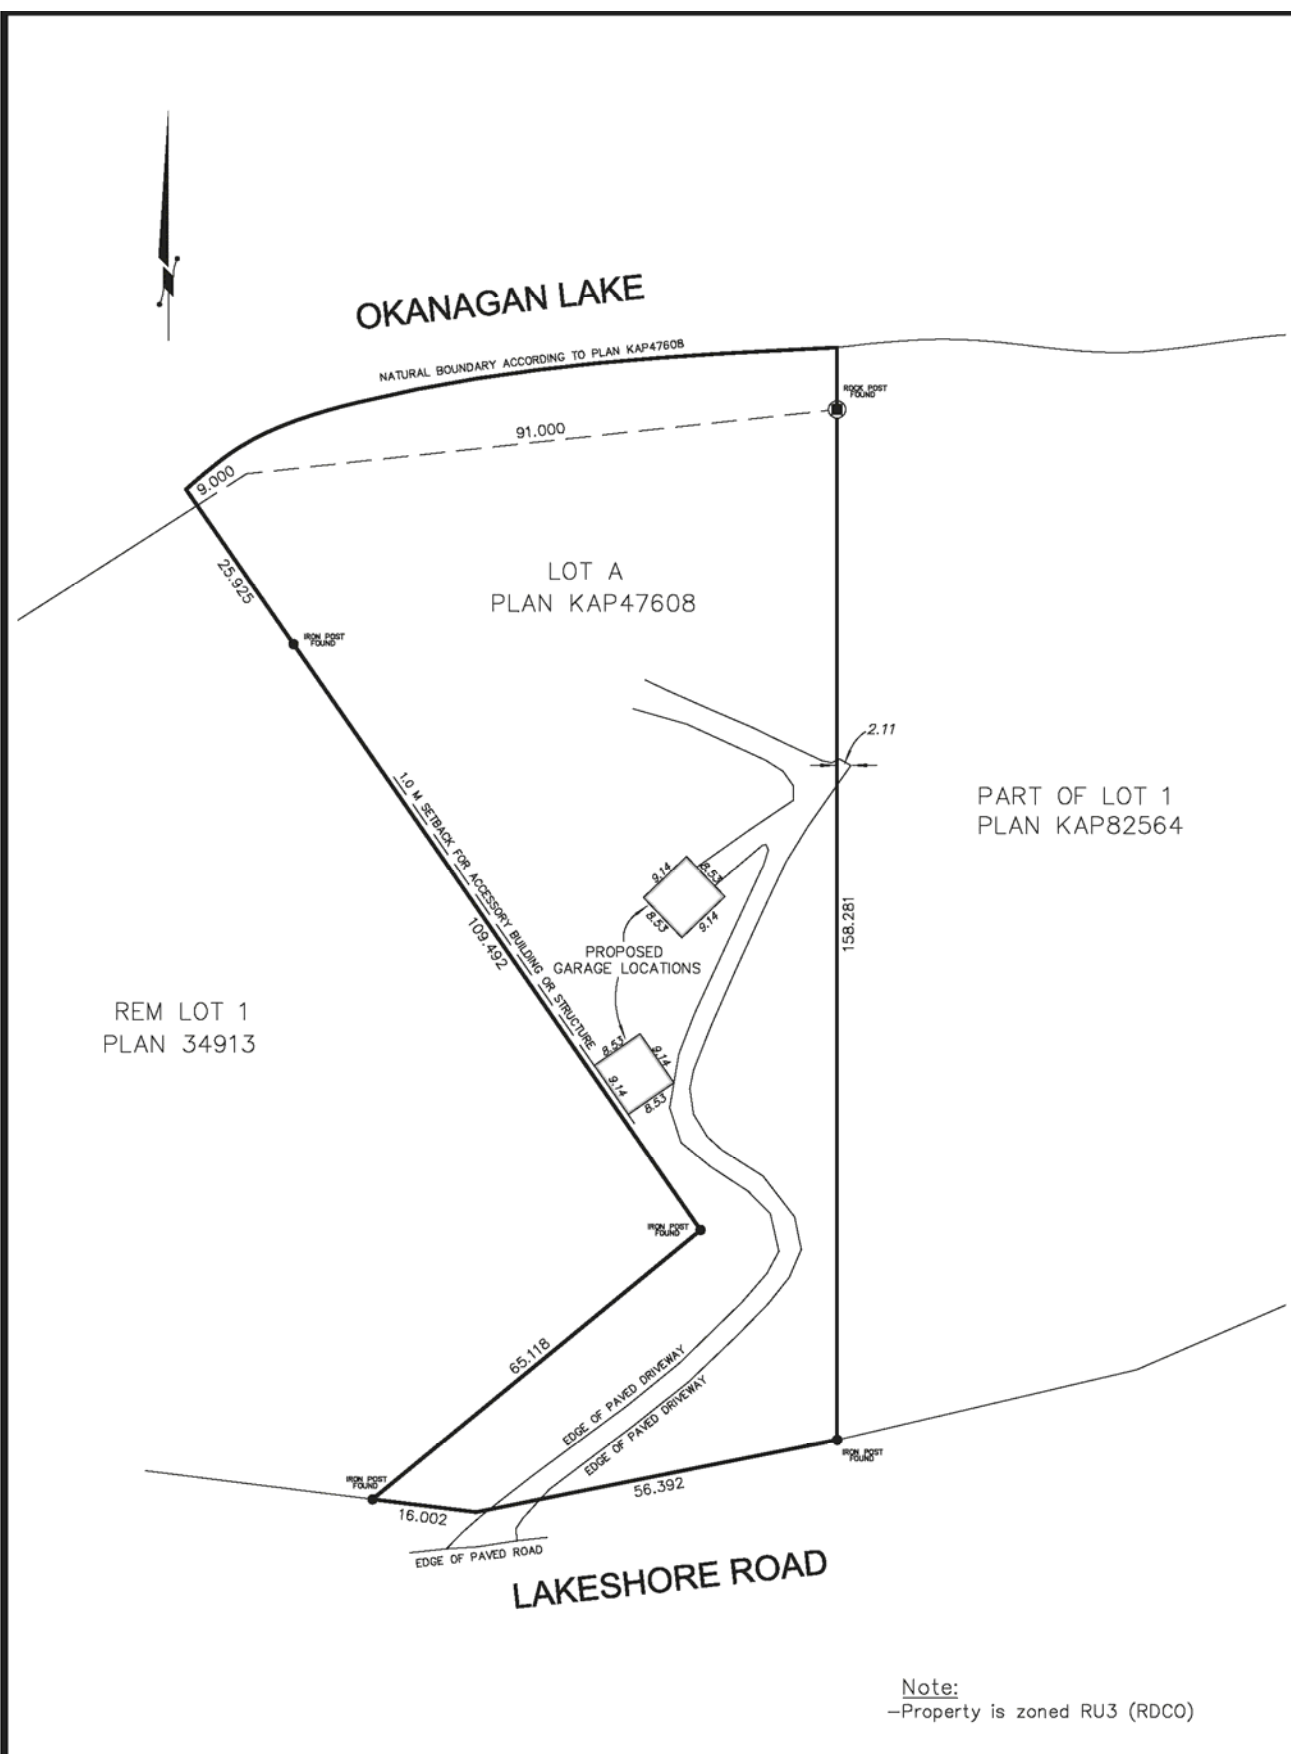 OKANAGAN LAKE
NATURAL BOUNDARY ACCORDING TO PLAN KAP47608
ROCK POST
FOUND
91.000
9.000
25.925
LOT A
PLAN KAP47608
IRON POST
FOUND
2.11
1.0 M SETBACK FOR ACCESSORY BUILDING OR STRUCTURE
PART OF LOT 1
PLAN KAP82564
9.14
8.53
8.53
9.14
158.281
109.492
PROPOSED
GARAGE LOCATIONS
REM LOT 1
PLAN 34913
8.53
9.14
9.14
8.53
IRON POST
FOUND
65.118
EDGE OF PAVED DRIVEWAY
EDGE OF PAVED DRIVEWAY
IRON POST
FOUND
IRON POST
FOUND
56.392
16.002
EDGE OF PAVED ROAD
LAKESHORE ROAD
Note:
-Property is zoned RU3 (RDCO)